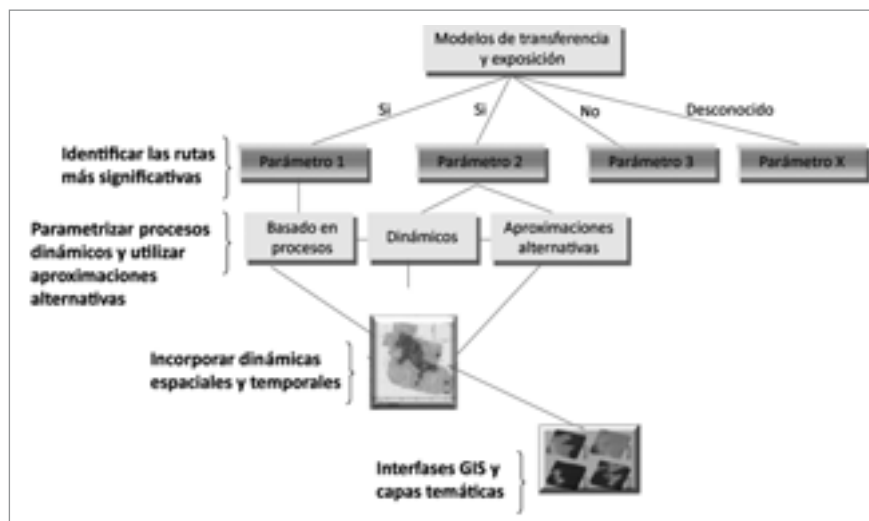 Modelos de transferencia
y exposición
Si
Si
No
Desconocido
Identificar las rutas
más significativas
Parámetro 1
Parámetro 2
Parámetro 3
Parámetro X
Parametrizar procesos
dinámicos y utilizar
aproximaciones
alternativas
Basado en
procesos
Dinámicos
Aproximaciones
alternativas
Incorporar dinámicas
espaciales y temporales
Interfases GIS y
capas temáticas